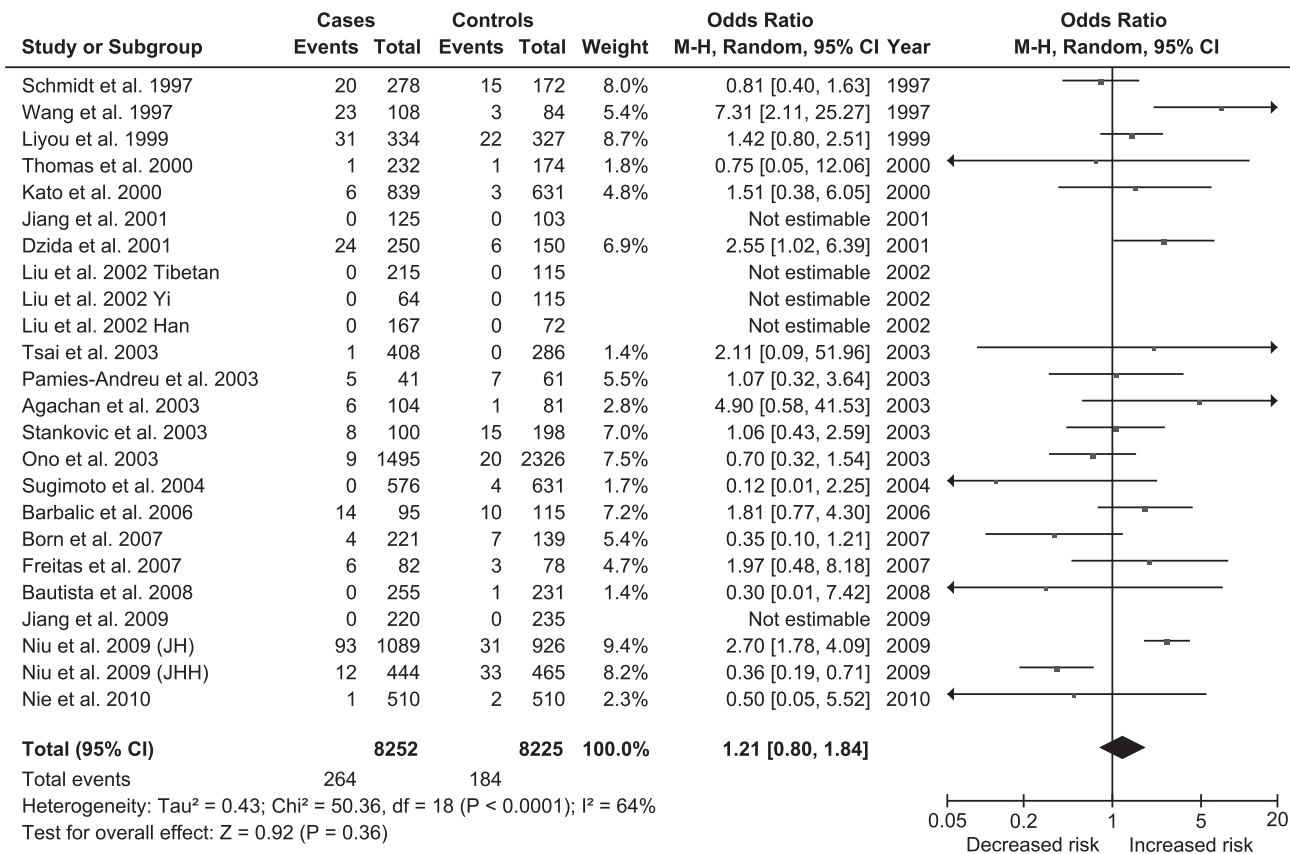 Cases Controls Odds Ratio Odds Ratio
Study or Subgroup Events Total Events Total Weight M-H, Random, 95% CI Year M-H, Random, 95% CI
Schmidt et al. 1997 20 278 15 172 8.0% 0.81 [0.40, 1.63] 1997
Wang et al. 1997 23 108 3 84 5.4% 7.31 [2.11, 25.27] 1997
Liyou et al. 1999 31 334 22 327 8.7% 1.42 [0.80, 2.51] 1999
Thomas et al. 2000 1 232 1 174 1.8% 0.75 [0.05, 12.06] 2000
Kato et al. 2000 6 839 3 631 4.8% 1.51 [0.38, 6.05] 2000
Jiang et al. 2001 0 125 0 103 Not estimable 2001
Dzida et al. 2001 24 250 6 150 6.9% 2.55 [1.02, 6.39] 2001
Liu et al. 2002 Tibetan 0 215 0 115 Not estimable 2002
Liu et al. 2002 Yi 0 64 0 115 Not estimable 2002
Liu et al. 2002 Han 0 167 0 72 Not estimable 2002
Tsai et al. 2003 1 408 0 286 1.4% 2.11 [0.09, 51.96] 2003
Pamies-Andreu et al. 2003 5 41 7 61 5.5% 1.07 [0.32, 3.64] 2003
Agachan et al. 2003 6 104 1 81 2.8% 4.90 [0.58, 41.53] 2003
Stankovic et al. 2003 8 100 15 198 7.0% 1.06 [0.43, 2.59] 2003
Ono et al. 2003 9 1495 20 2326 7.5% 0.70 [0.32, 1.54] 2003
Sugimoto et al. 2004 0 576 4 631 1.7% 0.12 [0.01, 2.25] 2004
Barbalic et al. 2006 14 95 10 115 7.2% 1.81 [0.77, 4.30] 2006
Born et al. 2007 4 221 7 139 5.4% 0.35 [0.10, 1.21] 2007
Freitas et al. 2007 6 82 3 78 4.7% 1.97 [0.48, 8.18] 2007
Bautista et al. 2008 0 255 1 231 1.4% 0.30 [0.01, 7.42] 2008
Jiang et al. 2009 0 220 0 235 Not estimable 2009
Niu et al. 2009 (JH) 93 1089 31 926 9.4% 2.70 [1.78, 4.09] 2009
Niu et al. 2009 (JHH) 12 444 33 465 8.2% 0.36 [0.19, 0.71] 2009
Nie et al. 2010 1 510 2 510 2.3% 0.50 [0.05, 5.52] 2010
Total (95% CI) 8252 8225 100.0% 1.21 [0.80, 1.84]
Total events 264 184
Heterogeneity: Tau² = 0.43; Chi² = 50.36, df = 18 (P < 0.0001); I² = 64%
Test for overall effect: Z = 0.92 (P = 0.36)
0.05 0.2 1 5 20
Decreased risk Increased risk